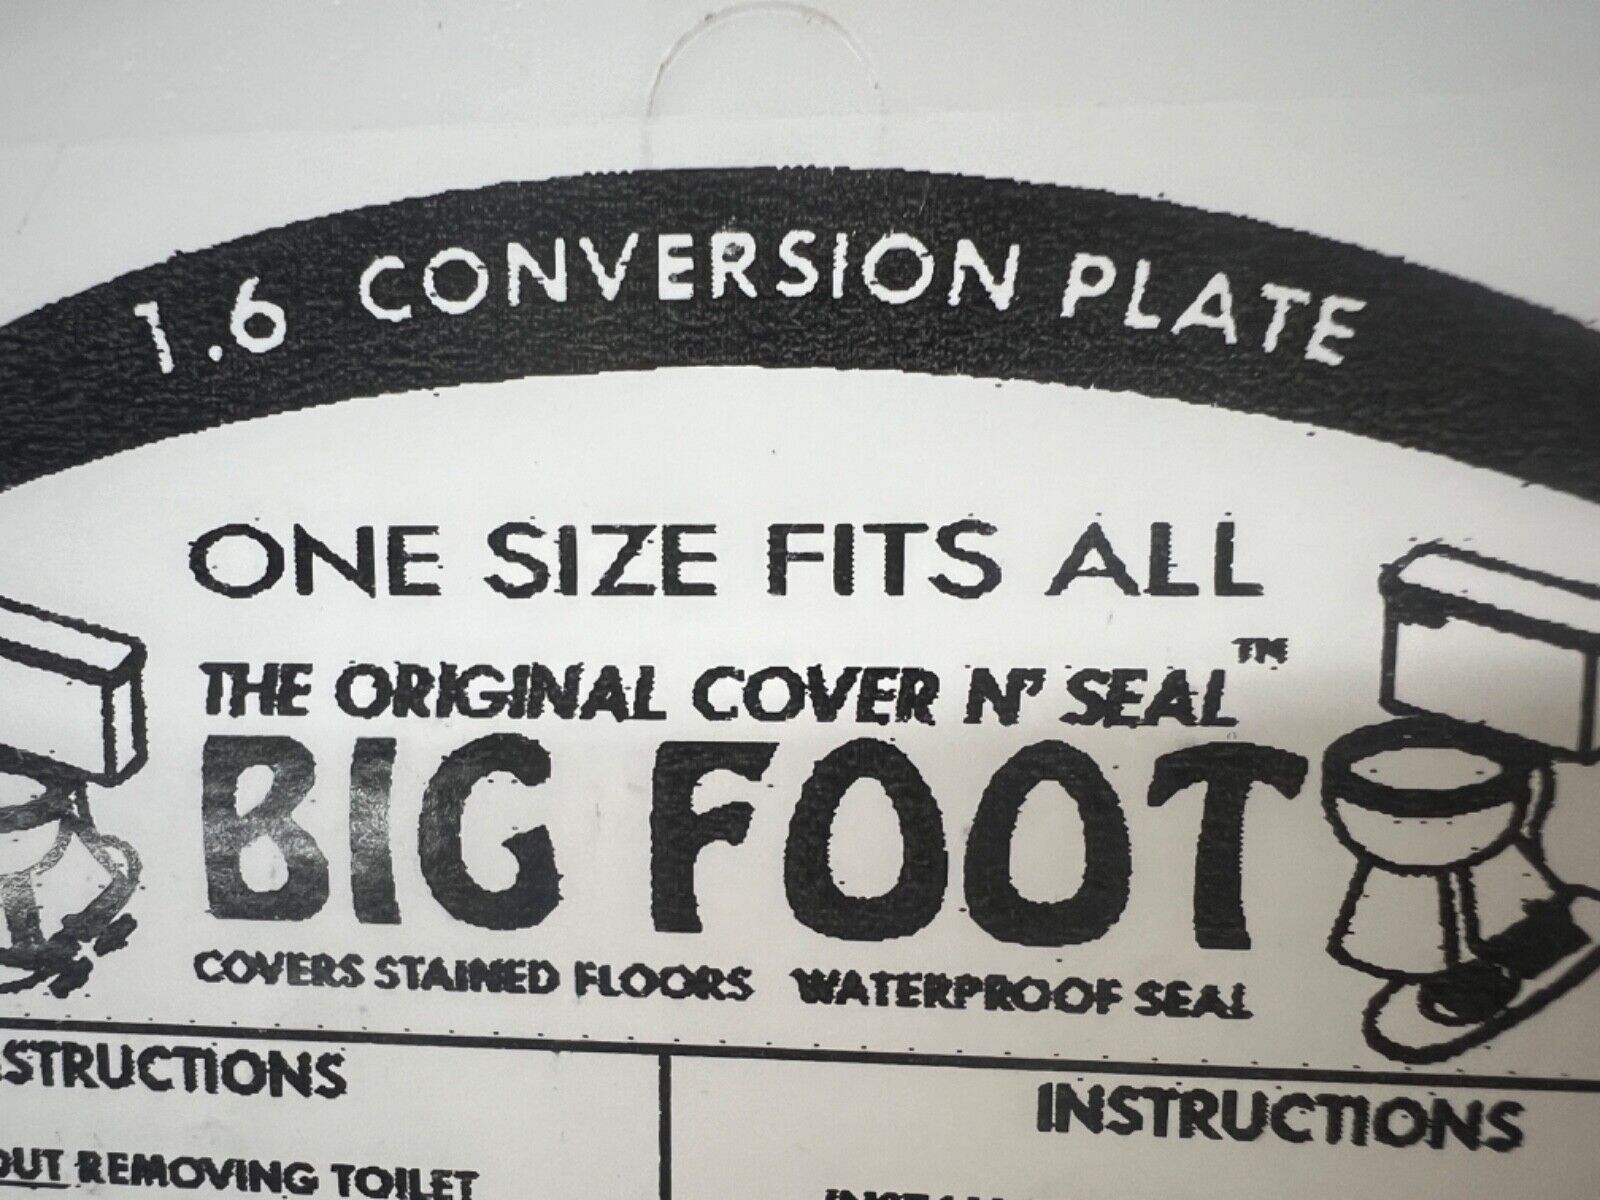 1.6 CONVERSION PLATE
ONE SIZE FITS ALL
THE ORIGINAL COVER N' SEAL™
BIG FOOT
COVERS STAINED FLOORS WATERPROOF SEAL
STRUCTIONS
OUT REMOVING TOILET
INSTRUCTIONS